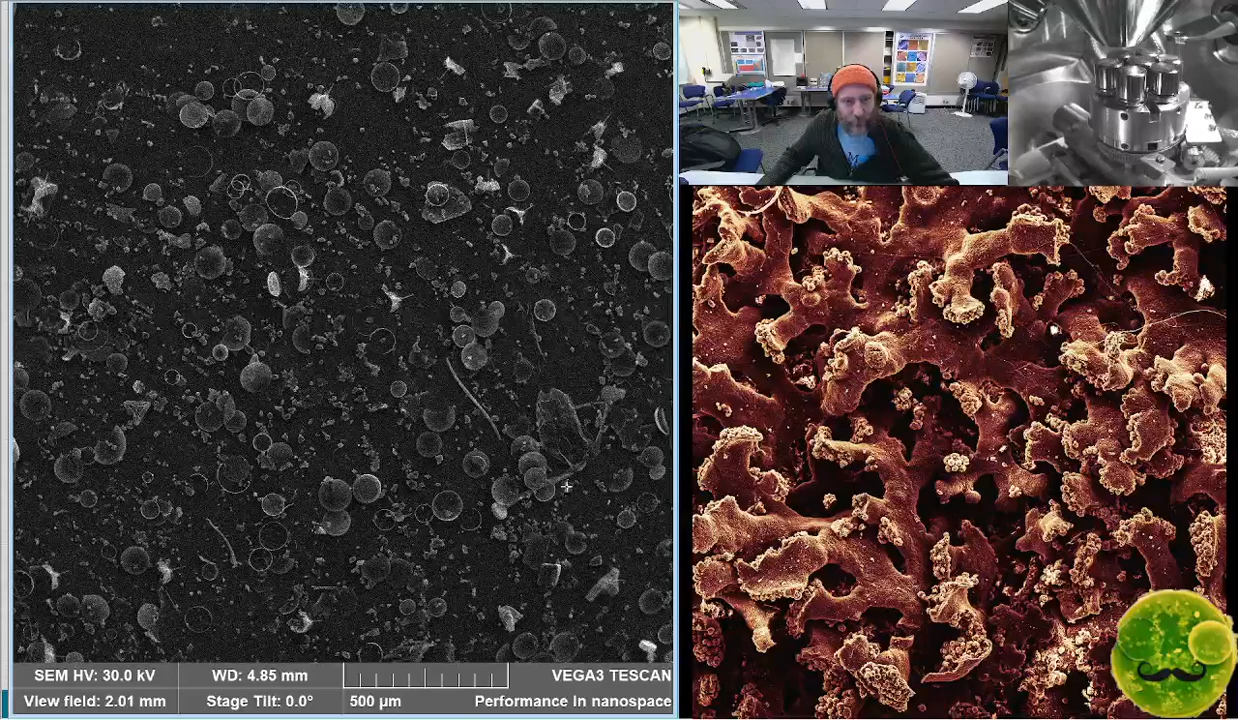 SEM HV: 30.0 kV
WD: 4.85 mm
VEGA3 TESCAN
View field: 2.01 mm
Stage Tilt: 0.0°
500 μm
Performance in nanospace